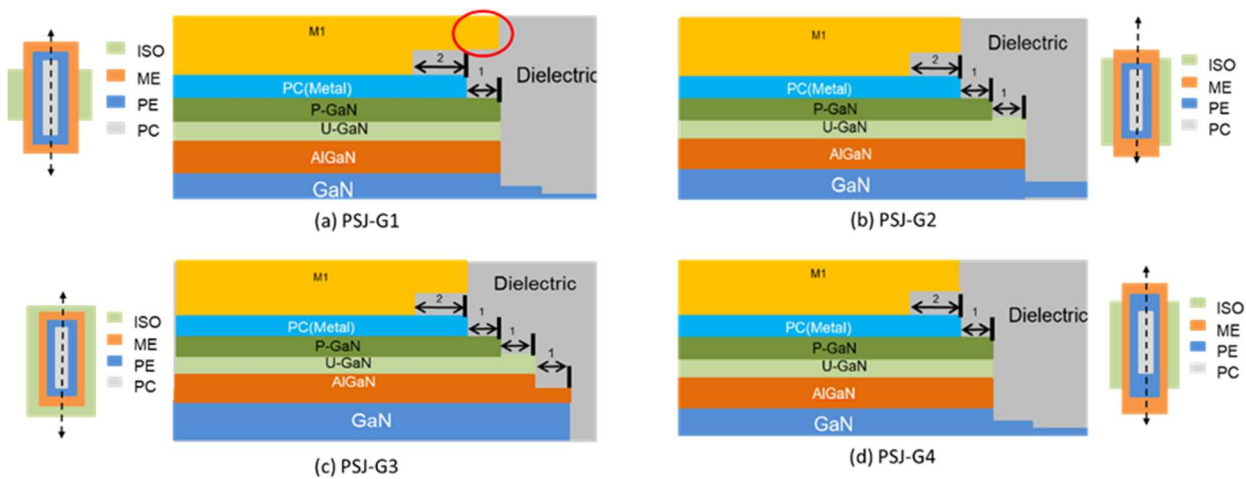 M1
2
1
Dielectric
PC(Metal)
P-GaN
U-GaN
AlGaN
GaN
ISO
ME
PE
PC
(a) PSJ-G1
M1
Dielectric
2
1
1
PC(Metal)
P-GaN
U-GaN
AlGaN
GaN
ISO
ME
PE
PC
(b) PSJ-G2
M1
Dielectric
2
1
1
1
PC(Metal)
P-GaN
U-GaN
AlGaN
GaN
ISO
ME
PE
PC
(c) PSJ-G3
M1
2
1
Dielectric
PC(Metal)
P-GaN
U-GaN
AlGaN
GaN
ISO
ME
PE
PC
(d) PSJ-G4